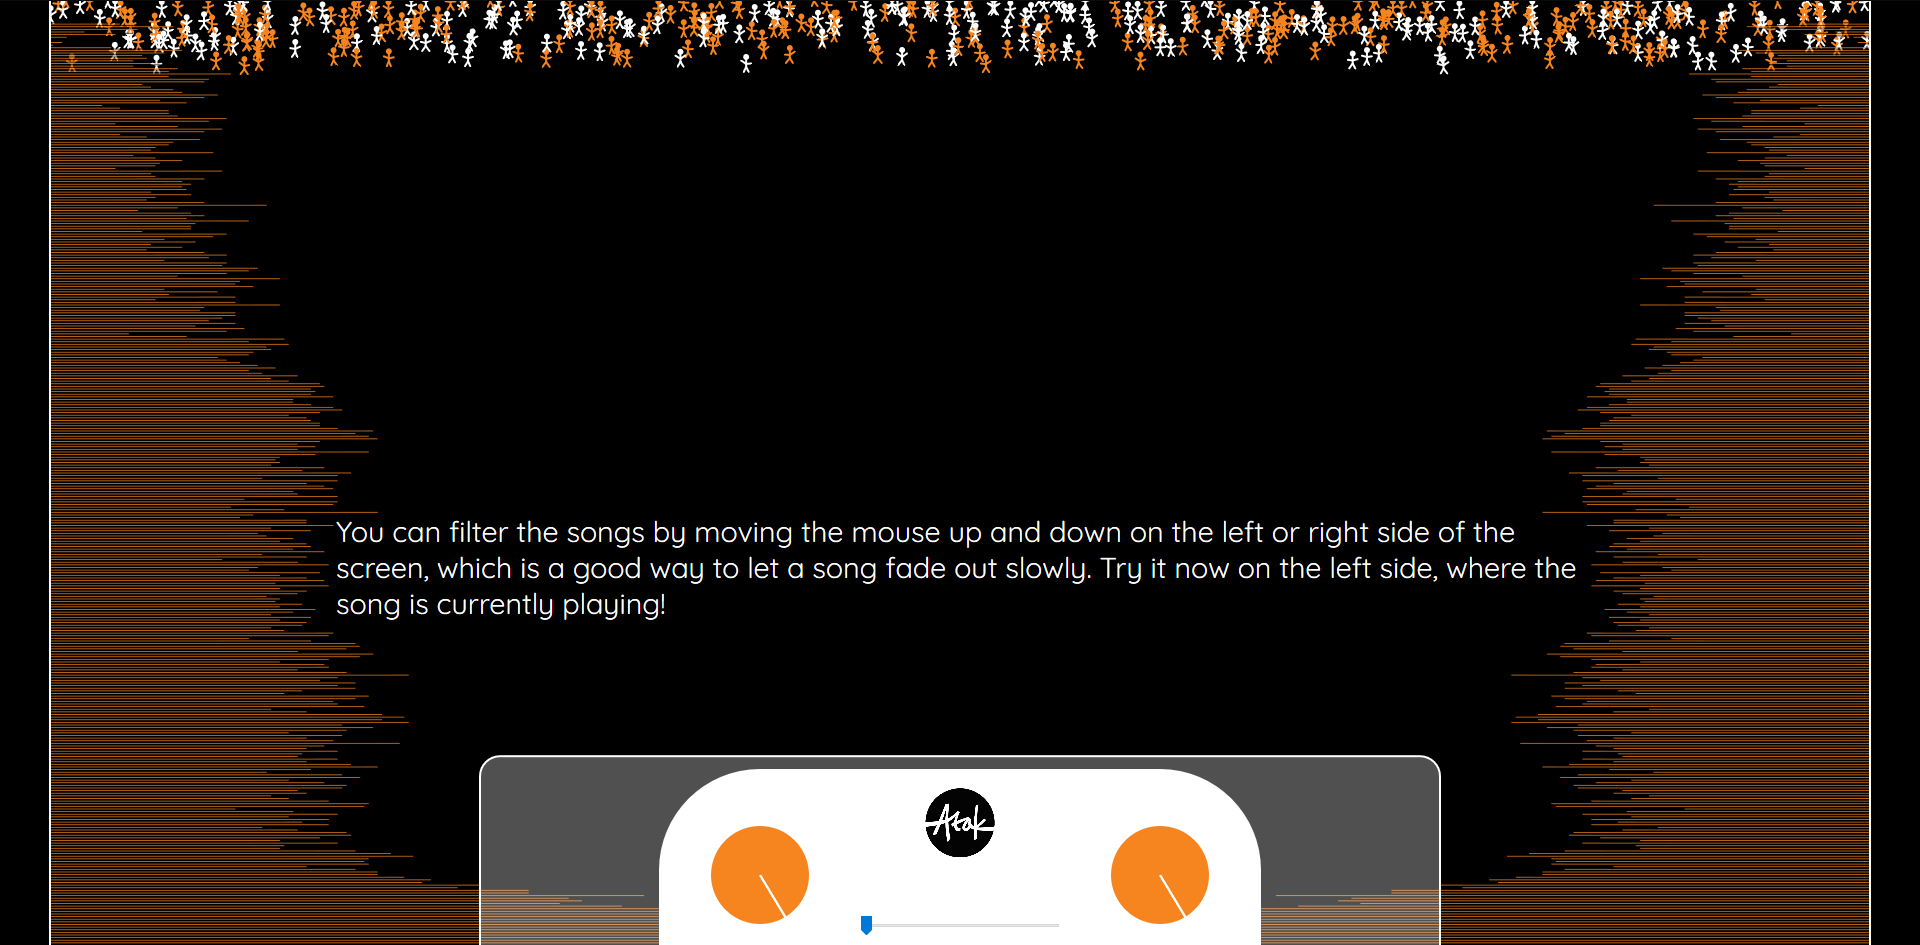 You can filter the songs by moving the mouse up and down on the left or right side of the
screen, which is a good way to let a song fade out slowly. Try it now on the left side, where the
song is currently playing!
Atak